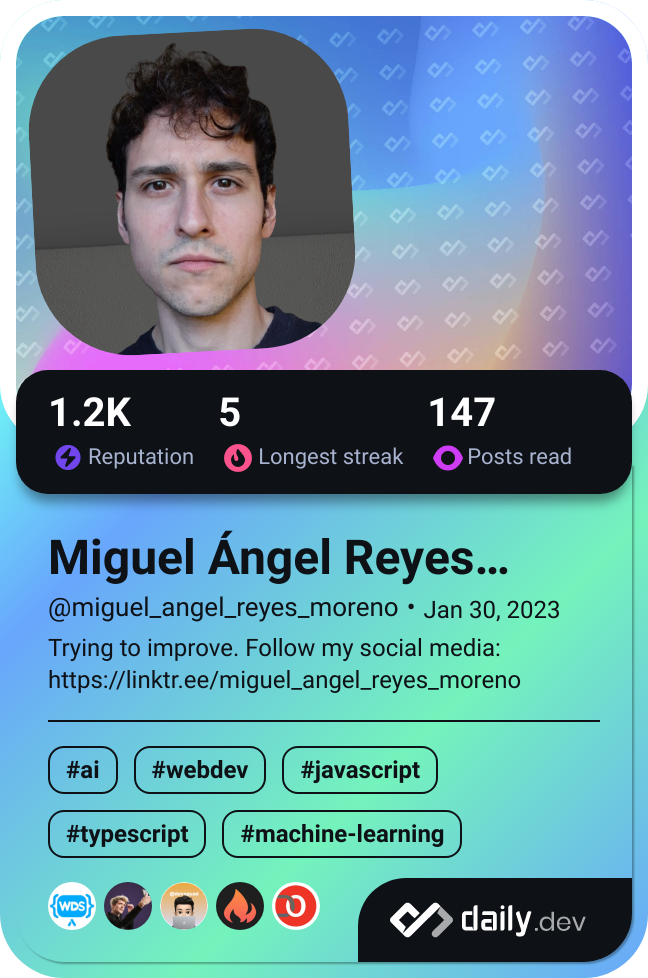 1.2K 5 147
Reputation Longest streak Posts read
Miguel Ángel Reyes...
@miguel_angel_reyes_moreno • Jan 30, 2023
Trying to improve. Follow my social media:
https://linktr.ee/miguel_angel_reyes_moreno
#ai #webdev #javascript
#typescript #machine-learning
WDS
daily.dev